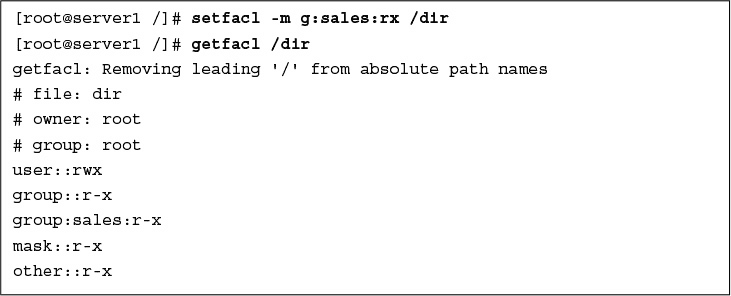 [root@server1 /]# setfacl -m g:sales:rx /dir
[root@server1 /]# getfacl /dir
getfacl: Removing leading '/' from absolute path names
# file: dir
# owner: root
# group: root
user::rwx
group::r-x
group:sales:r-x
mask::r-x
other::r-x